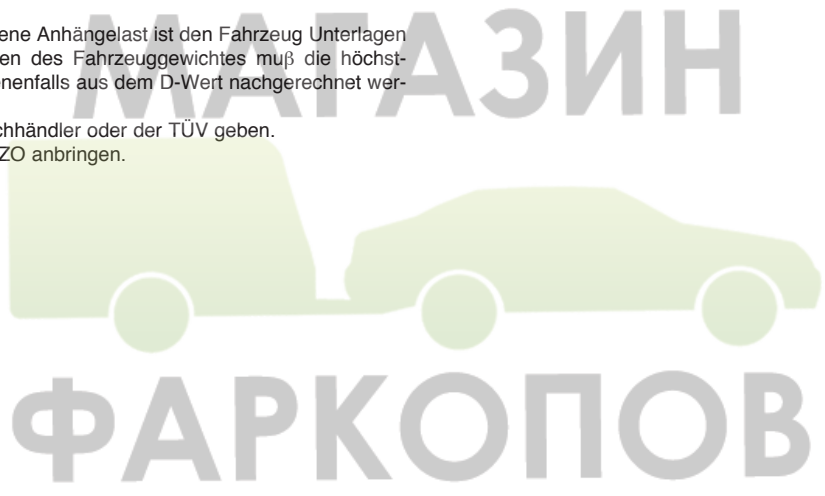 ene Anhängelast ist den Fahrzeug Unterlagen
en des Fahrzeuggewichtes muβ die höchst-
enenfalls aus dem D-Wert nachgerechnet wer-
chhändler oder der TÜV geben.
ZO anbringen.
МАГАЗИН
ФАРКОПОВ